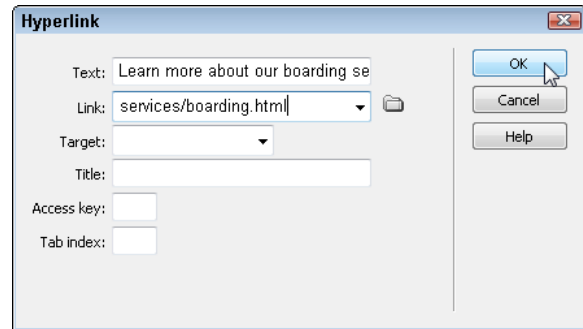 Hyperlink
Text: Learn more about our boarding se
OK
Link: services/boarding.html
Cancel
Target:
Help
Title:
Access key:
Tab index: